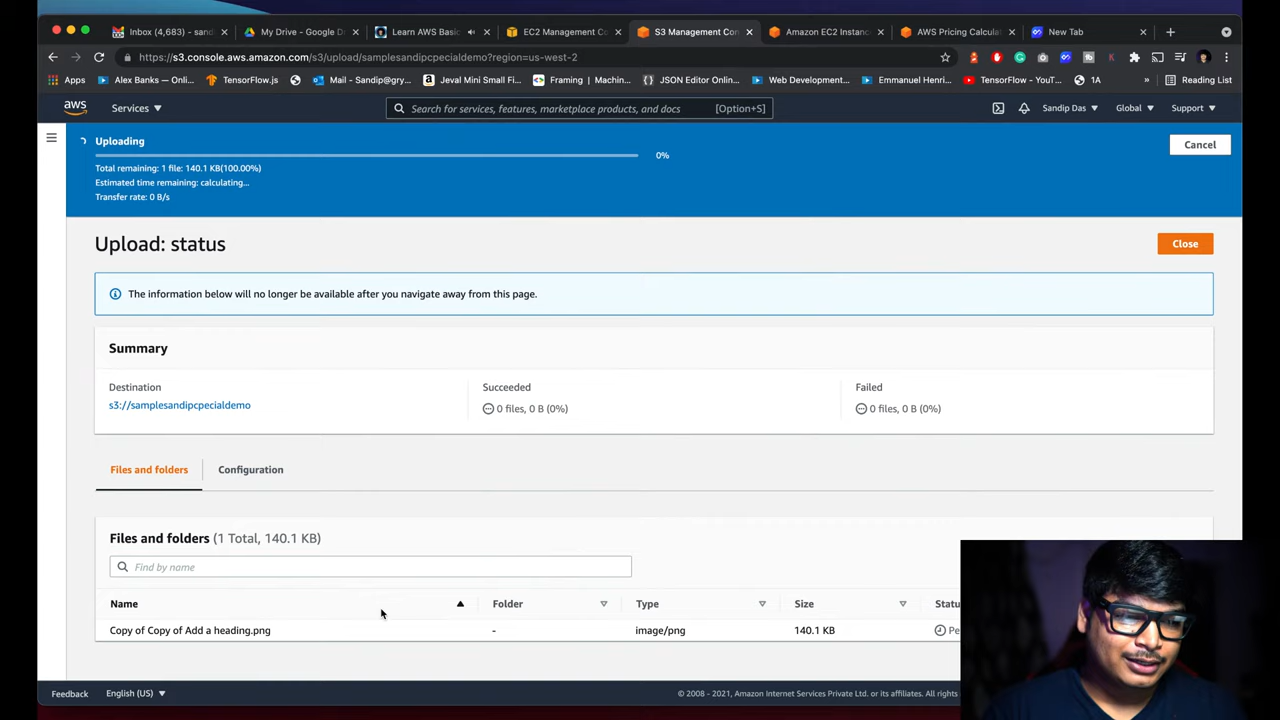 Inbox (4,683) - sand
My Drive - Google D
Learn AWS Basic
EC2 Management Co
S3 Management Con
Amazon EC2 Instanc
AWS Pricing Calcula
New Tab
https://s3.console.aws.amazon.com/s3/upload/samplesandipcpecialdemo?region=us-west-2
Apps
Alex Banks — Onli...
TensorFlow.js
Mail - Sandip@gry...
Jeval Mini Small Fi...
Framing | Machin...
JSON Editor Onlin...
Web Development...
Emmanuel Henri...
TensorFlow - YouT...
1A
»
Reading List
aws
Services
Search for services, features, marketplace products, and docs
[Option+S]
Sandip Das
Global
Support
Uploading
0%
Cancel
Total remaining: 1 file: 140.1 KB(100.00%)
Estimated time remaining: calculating...
Transfer rate: 0 B/s
Upload: status
Close
The information below will no longer be available after you navigate away from this page.
Summary
Destination
s3://samplesandipcpecialdemo
Succeeded
0 files, 0 B (0%)
Failed
0 files, 0 B (0%)
Files and folders
Configuration
Files and folders (1 Total, 140.1 KB)
Find by name
Name
Folder
Type
Size
Statu
Copy of Copy of Add a heading.png
-
image/png
140.1 KB
Pe
Feedback
English (US)
© 2008 - 2021, Amazon Internet Services Private Ltd. or its affiliates. All rights